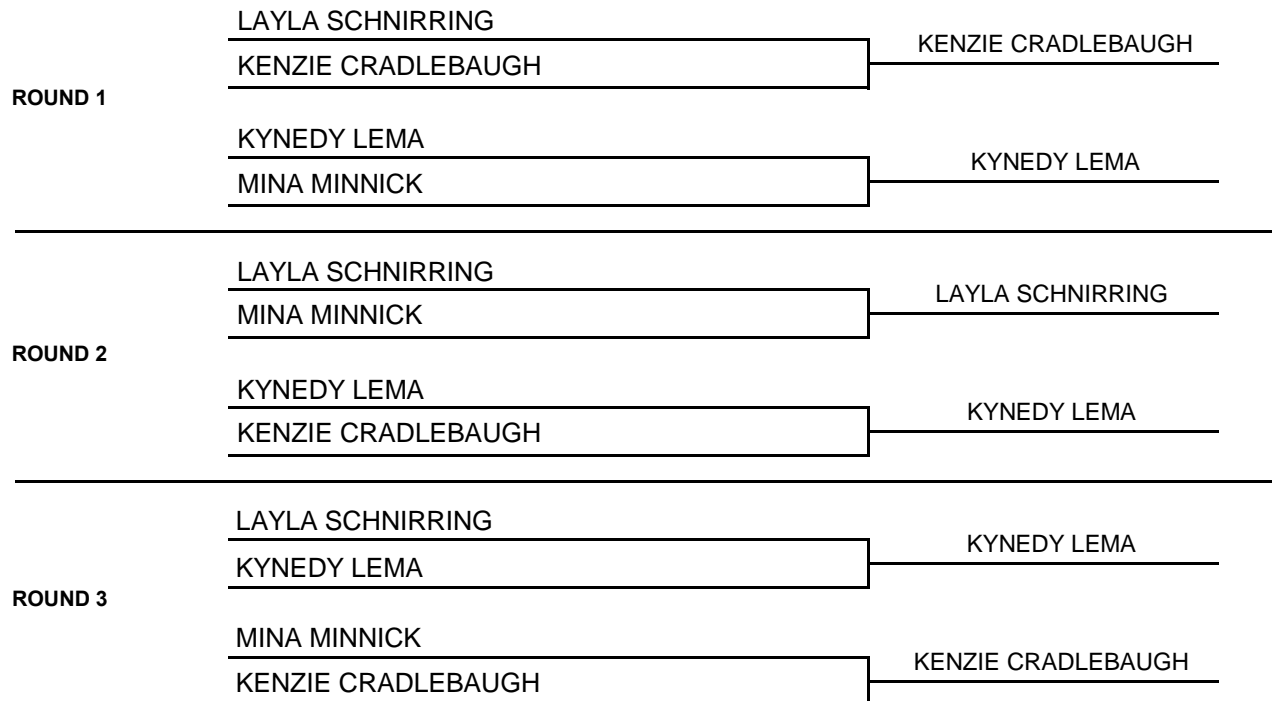 LAYLA SCHNIRRING
KENZIE CRADLEBAUGH
KENZIE CRADLEBAUGH
ROUND 1
KYNEDY LEMA
KYNEDY LEMA
MINA MINNICK
LAYLA SCHNIRRING
LAYLA SCHNIRRING
MINA MINNICK
ROUND 2
KYNEDY LEMA
KYNEDY LEMA
KENZIE CRADLEBAUGH
LAYLA SCHNIRRING
KYNEDY LEMA
KYNEDY LEMA
ROUND 3
MINA MINNICK
KENZIE CRADLEBAUGH
KENZIE CRADLEBAUGH